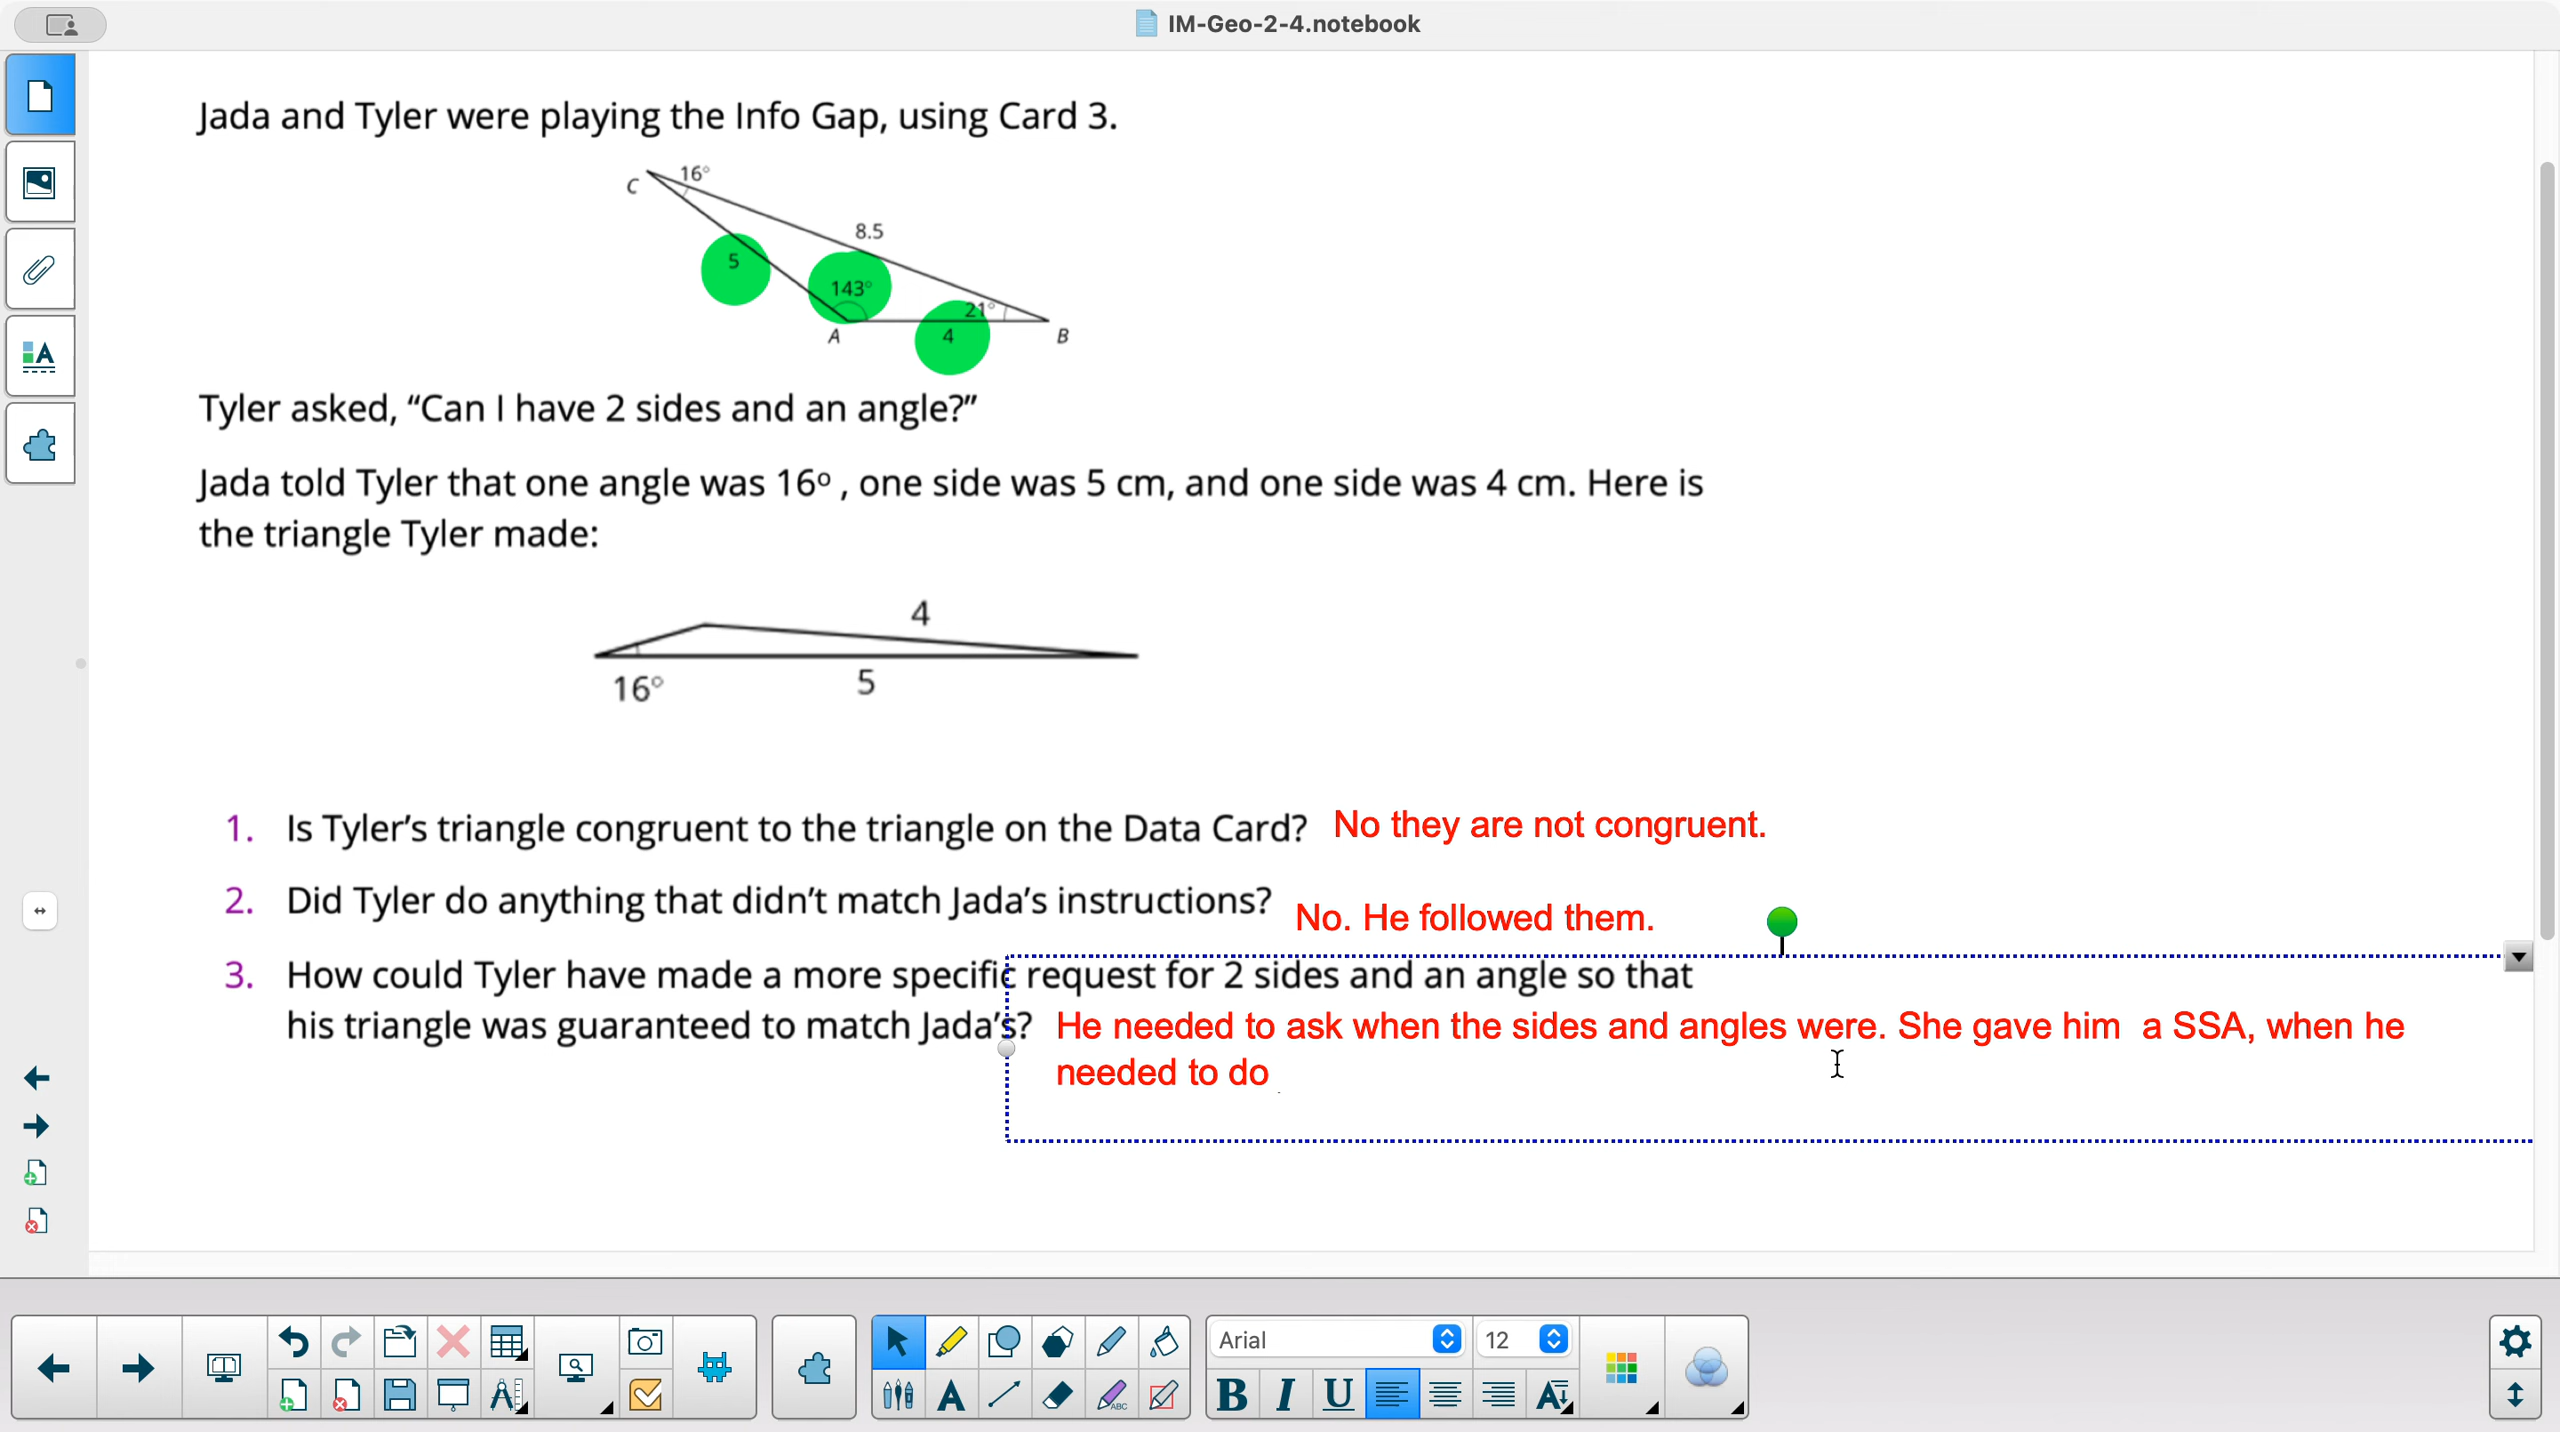 IM-Geo-2-4.notebook
Jada and Tyler were playing the Info Gap, using Card 3.
C 16°
8.5
5
143°
21°
A 4 B
Tyler asked, “Can I have 2 sides and an angle?”
Jada told Tyler that one angle was 16º , one side was 5 cm, and one side was 4 cm. Here is
the triangle Tyler made:
4
16° 5
1. Is Tyler’s triangle congruent to the triangle on the Data Card? No they are not congruent.
2. Did Tyler do anything that didn’t match Jada’s instructions? No. He followed them.
3. How could Tyler have made a more specific request for 2 sides and an angle so that
his triangle was guaranteed to match Jada’s? He needed to ask when the sides and angles were. She gave him a SSA, when he
needed to do
Arial 12
B I U